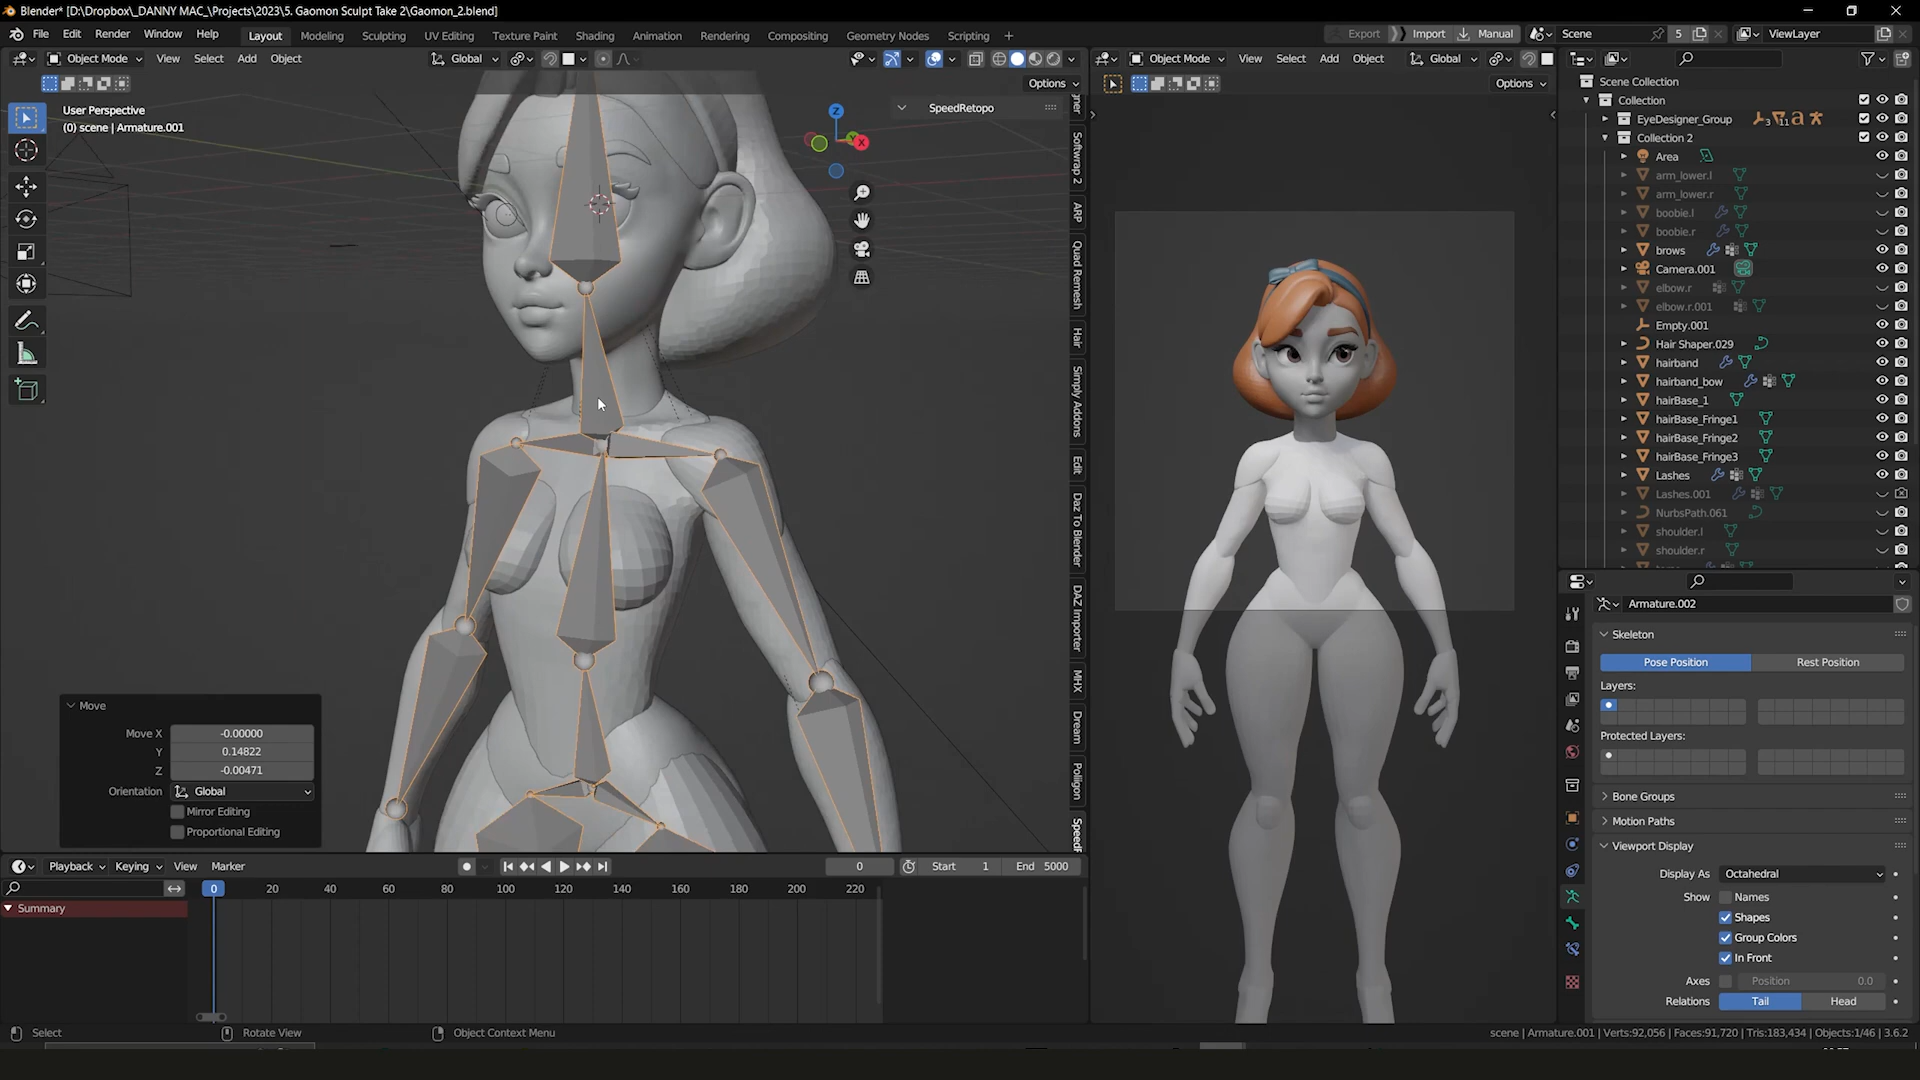 Blender* [D:\Dropbox\_DANNY MAC_\Projects\2023\5. Gaomon Sculpt Take 2\Gaomon_2.blend]
File Edit Render Window Help Layout Modeling Sculpting UV Editing Texture Paint Shading Animation Rendering Compositing Geometry Nodes Scripting + Export Import Manual Scene 5 ViewLayer
Object Mode View Select Add Object Global
Options
User Perspective
(0) scene | Armature.001
SpeedRetopo
Z
X
Softwrap 2
ARP
Quad Remesh
Hair
Simply Addons
Edit
Daz To Blender
DAZ Importer
MHX
Dream
Poliigon
Move
Move X -0.00000
Y 0.14822
Z -0.00471
Orientation Global
Mirror Editing
Proportional Editing
Object Mode View Select Add Object Global
Options
Scene Collection
Collection
EyeDesigner_Group 3 11
Collection 2
Area
arm_lower.l
arm_lower.r
boobie.l
boobie.r
brows
Camera.001
elbow.r
elbow.r.001
Empty.001
Hair Shaper.029
hairband
hairband_bow
hairBase_1
hairBase_Fringe1
hairBase_Fringe2
hairBase_Fringe3
Lashes
Lashes.001
NurbsPath.061
shoulder.l
shoulder.r
Armature.002
Skeleton
Pose Position Rest Position
Layers:
Protected Layers:
Bone Groups
Motion Paths
Viewport Display
Display As Octahedral
Show Names
Shapes
Group Colors
In Front
Axes Position 0.0
Relations Tail Head
Playback Keying View Marker 0 Start 1 End 5000
0 20 40 60 80 100 120 140 160 180 200 220
Summary
Select Rotate View Object Context Menu scene | Armature.001 | Verts:92,056 | Faces:91,720 | Tris:183,434 | Objects:1/46 | 3.6.2